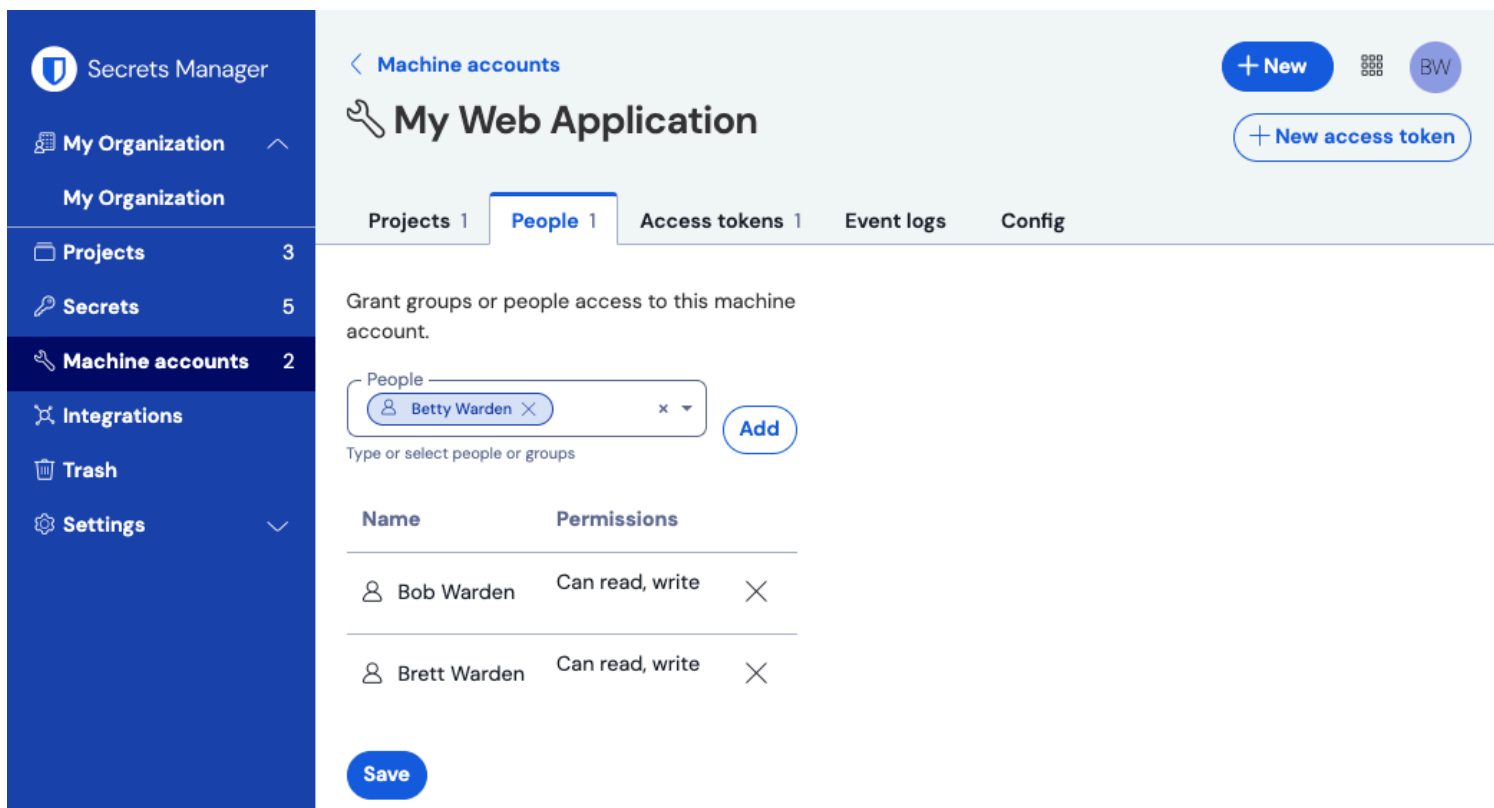 Secrets Manager
My Organization
My Organization
Projects 3
Secrets 5
Machine accounts 2
Integrations
Trash
Settings
Machine accounts
My Web Application
+ New
BW
+ New access token
Projects 1 People 1 Access tokens 1 Event logs Config
Grant groups or people access to this machine
account.
People
Betty Warden
Add
Type or select people or groups
Name Permissions
Bob Warden Can read, write
Brett Warden Can read, write
Save